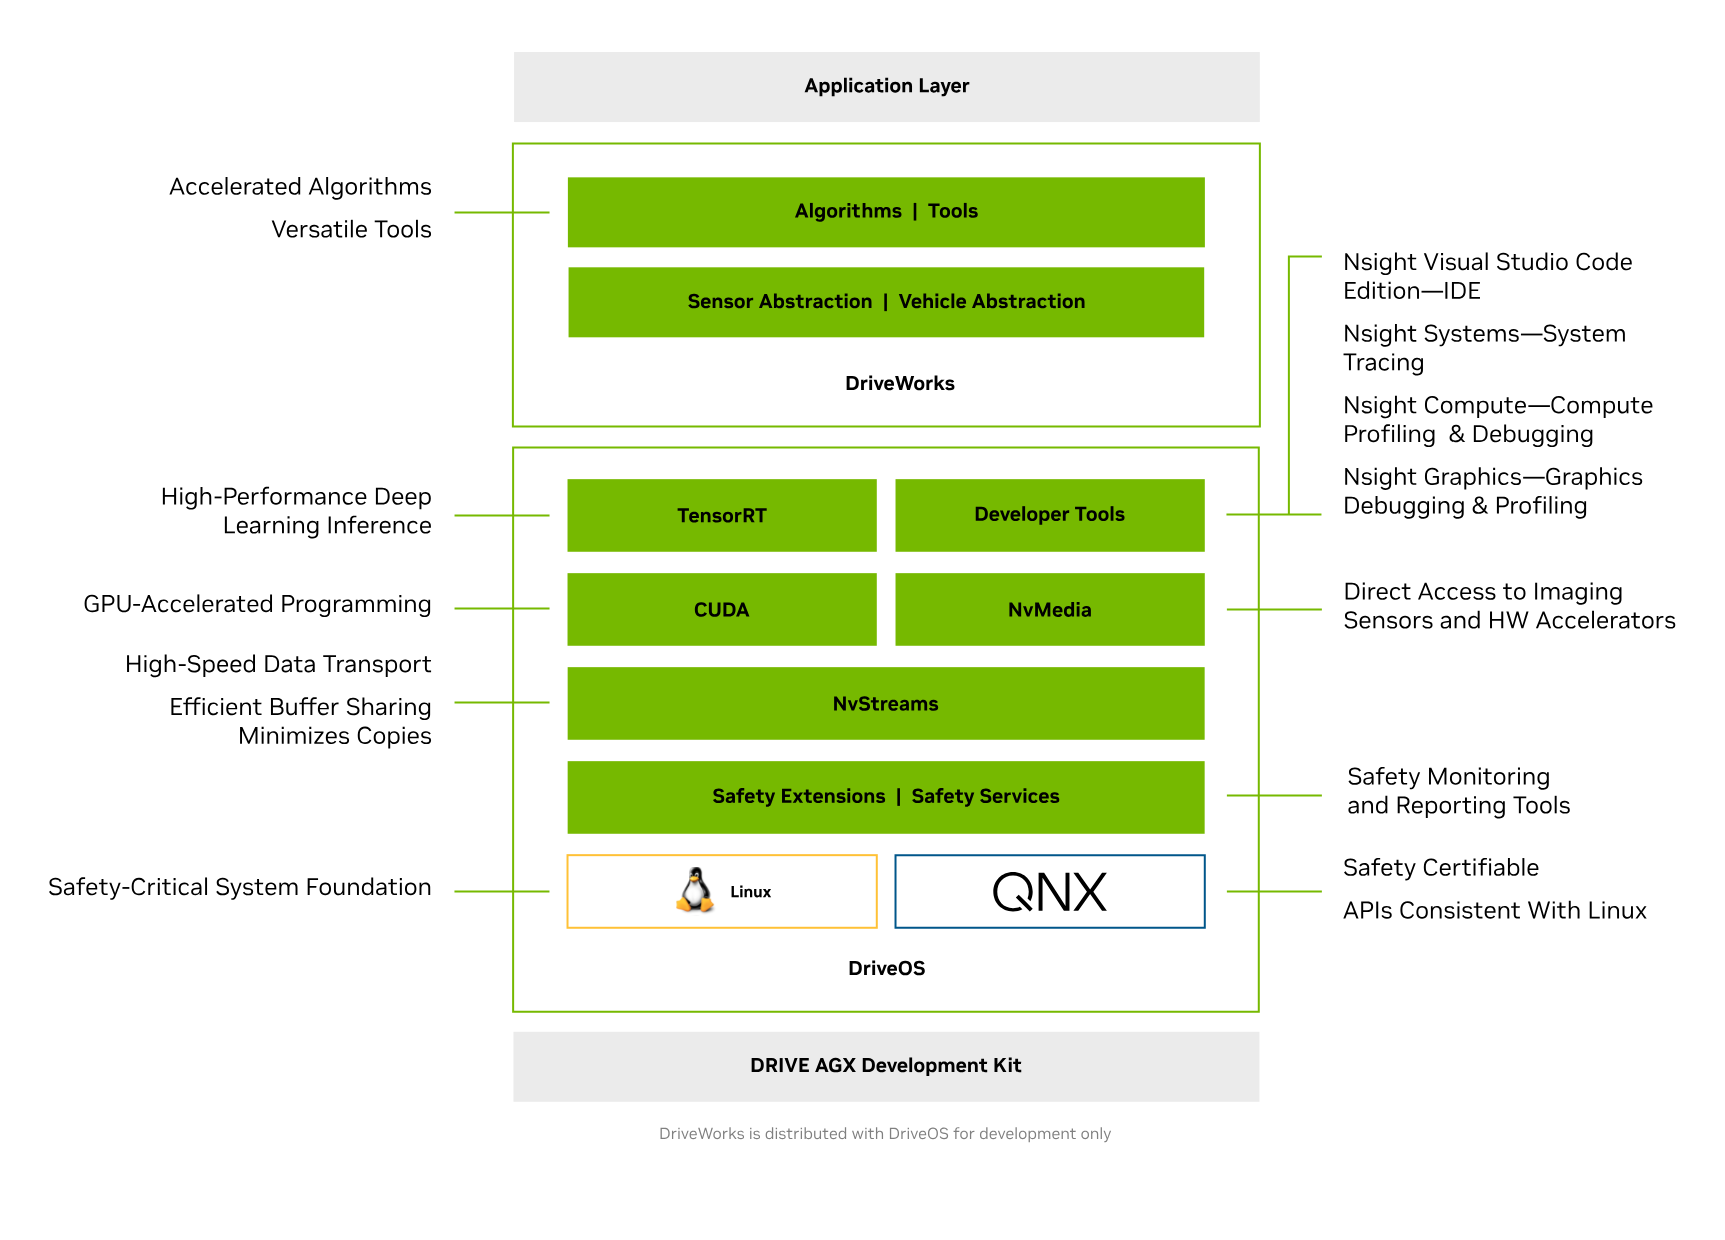 Application Layer
Accelerated Algorithms
Versatile Tools
Algorithms | Tools
Sensor Abstraction | Vehicle Abstraction
DriveWorks
Nsight Visual Studio Code
Edition—IDE
Nsight Systems—System
Tracing
Nsight Compute—Compute
Profiling & Debugging
Nsight Graphics—Graphics
Debugging & Profiling
High-Performance Deep
Learning Inference
TensorRT
Developer Tools
GPU-Accelerated Programming
CUDA
NvMedia
Direct Access to Imaging
Sensors and HW Accelerators
High-Speed Data Transport
Efficient Buffer Sharing
Minimizes Copies
NvStreams
Safety Extensions | Safety Services
Safety Monitoring
and Reporting Tools
Safety-Critical System Foundation
Linux
QNX
Safety Certifiable
APIs Consistent With Linux
DriveOS
DRIVE AGX Development Kit
DriveWorks is distributed with DriveOS for development only